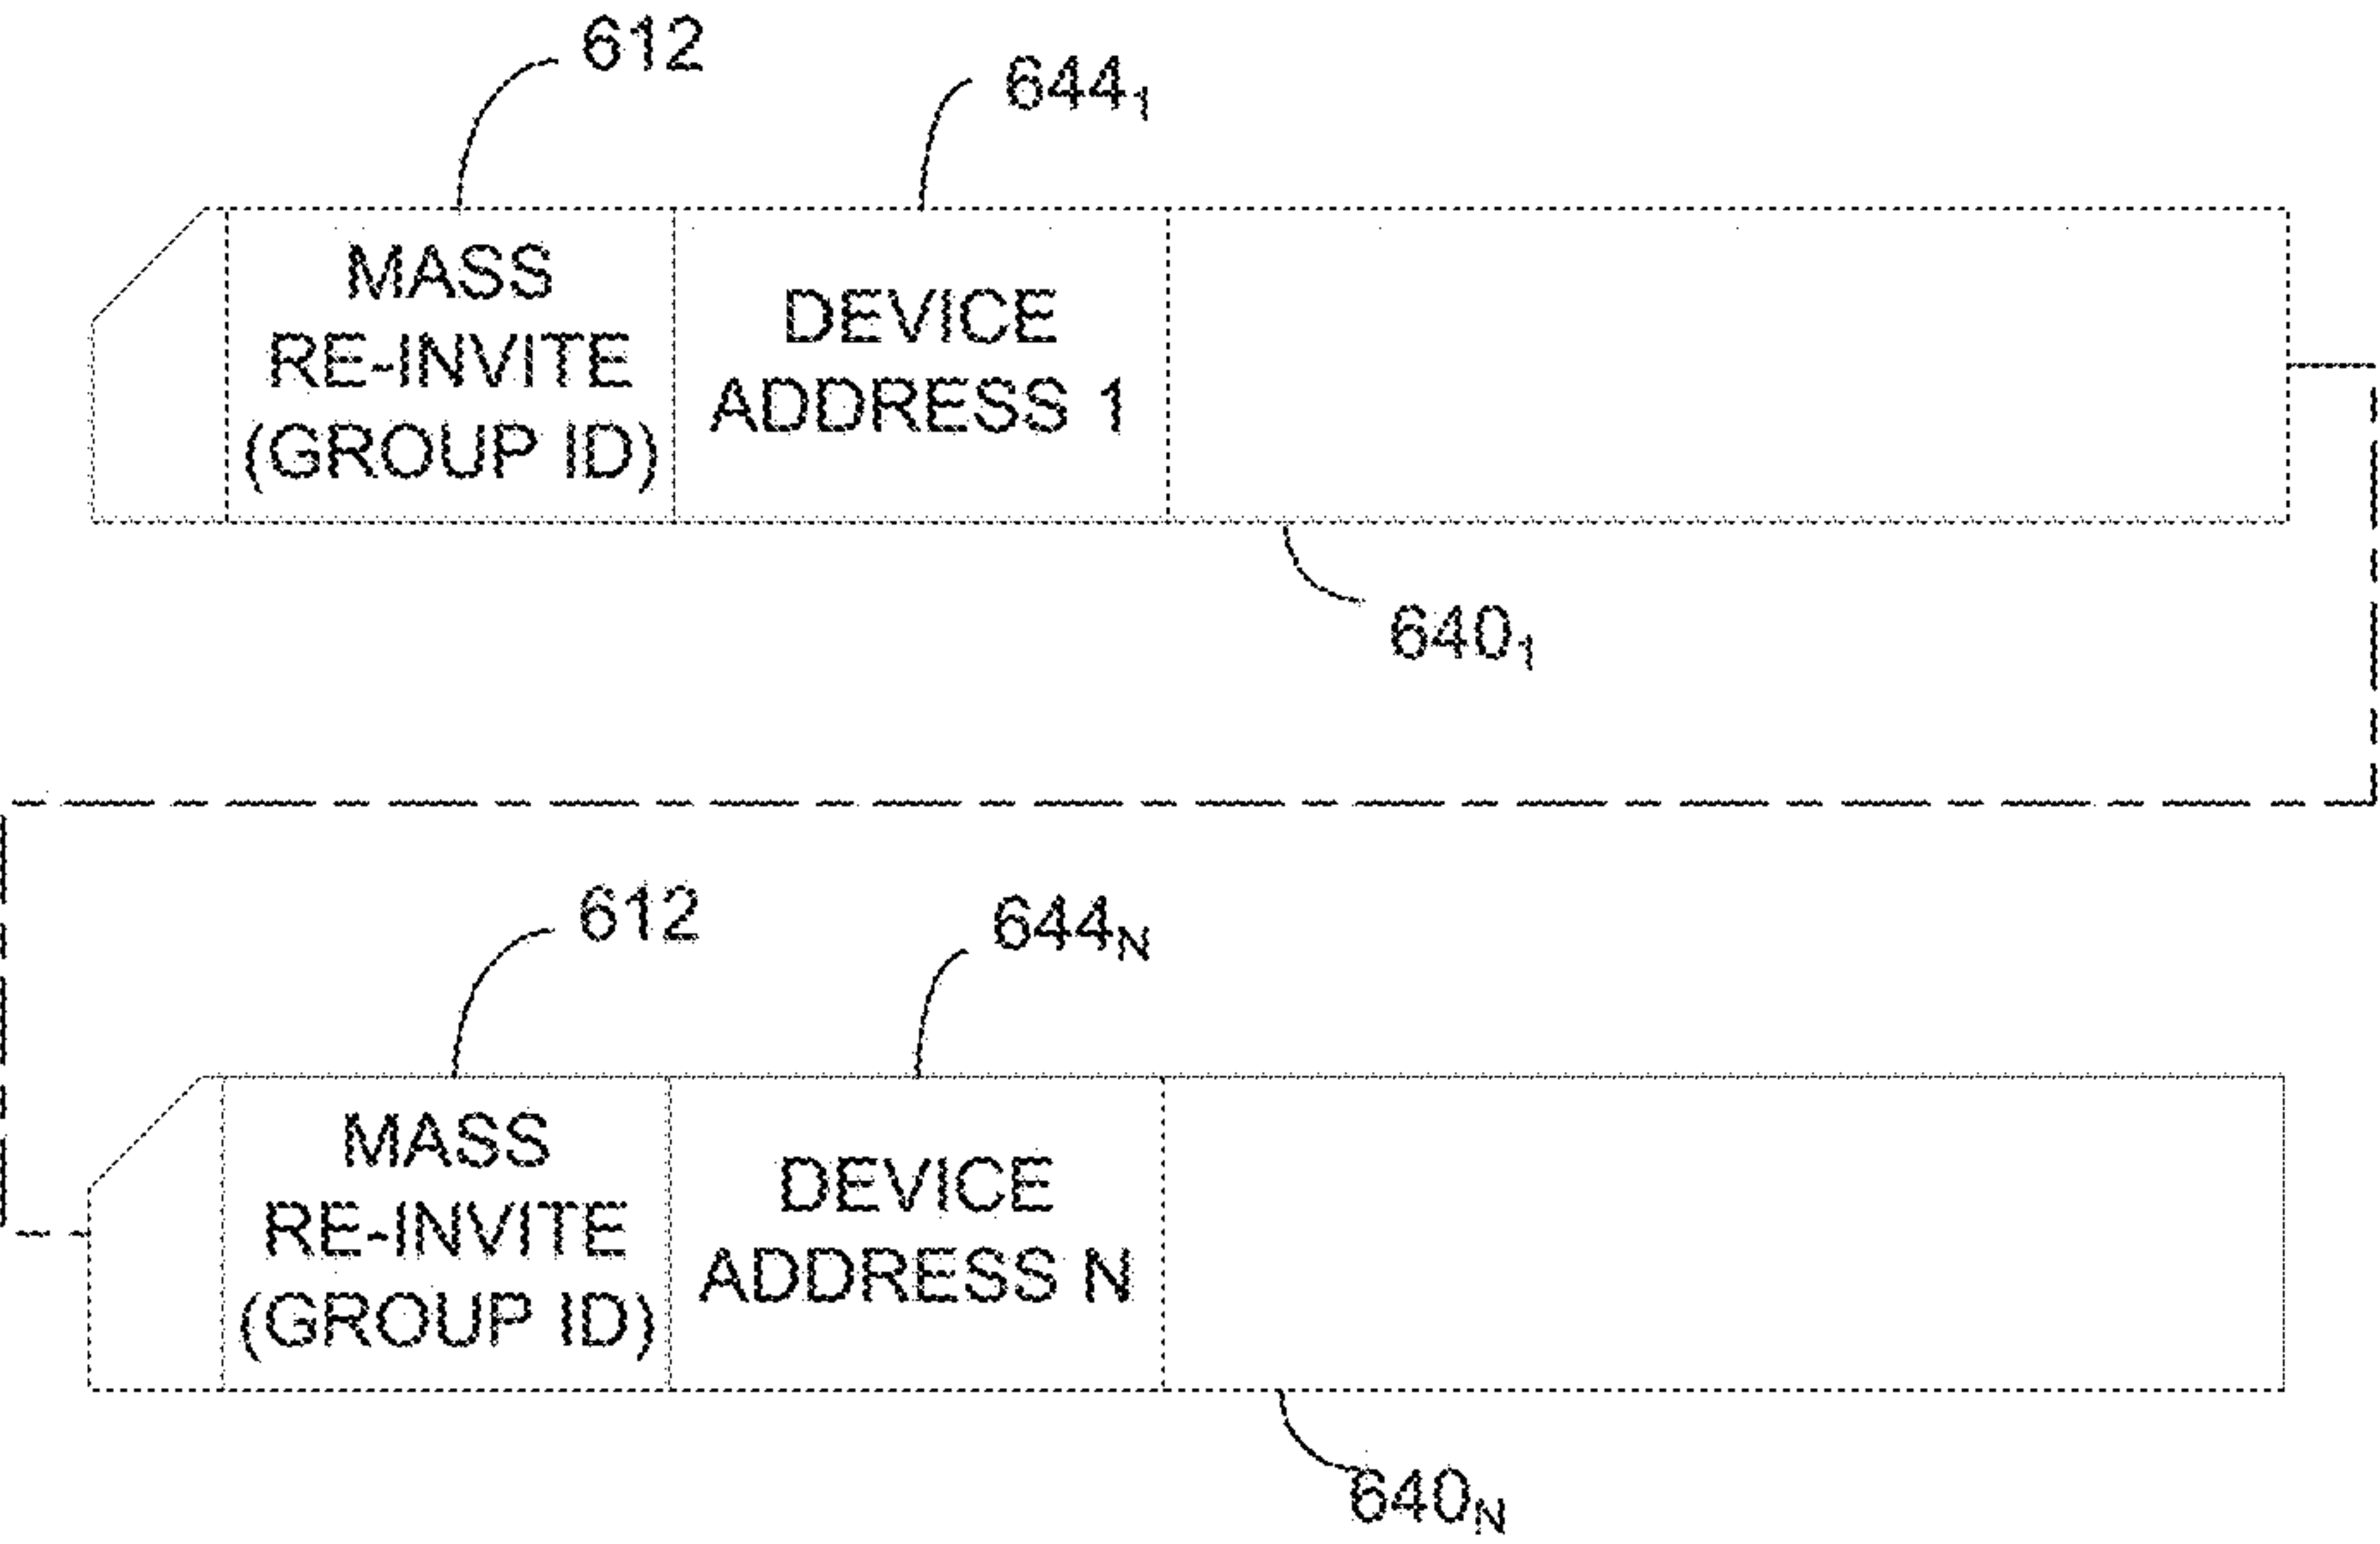 612
644₁
MASS
RE-INVITE
(GROUP ID)
DEVICE
ADDRESS 1
640₁
612
644N
MASS
RE-INVITE
(GROUP ID)
DEVICE
ADDRESS N
640N